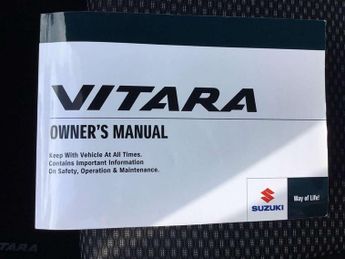 VITARA
OWNER'S MANUAL
Keep With Vehicle At All Times.
Contains Important Information
On Safety, Operation & Maintenance.
SUZUKI
Way of Life!
VITARA